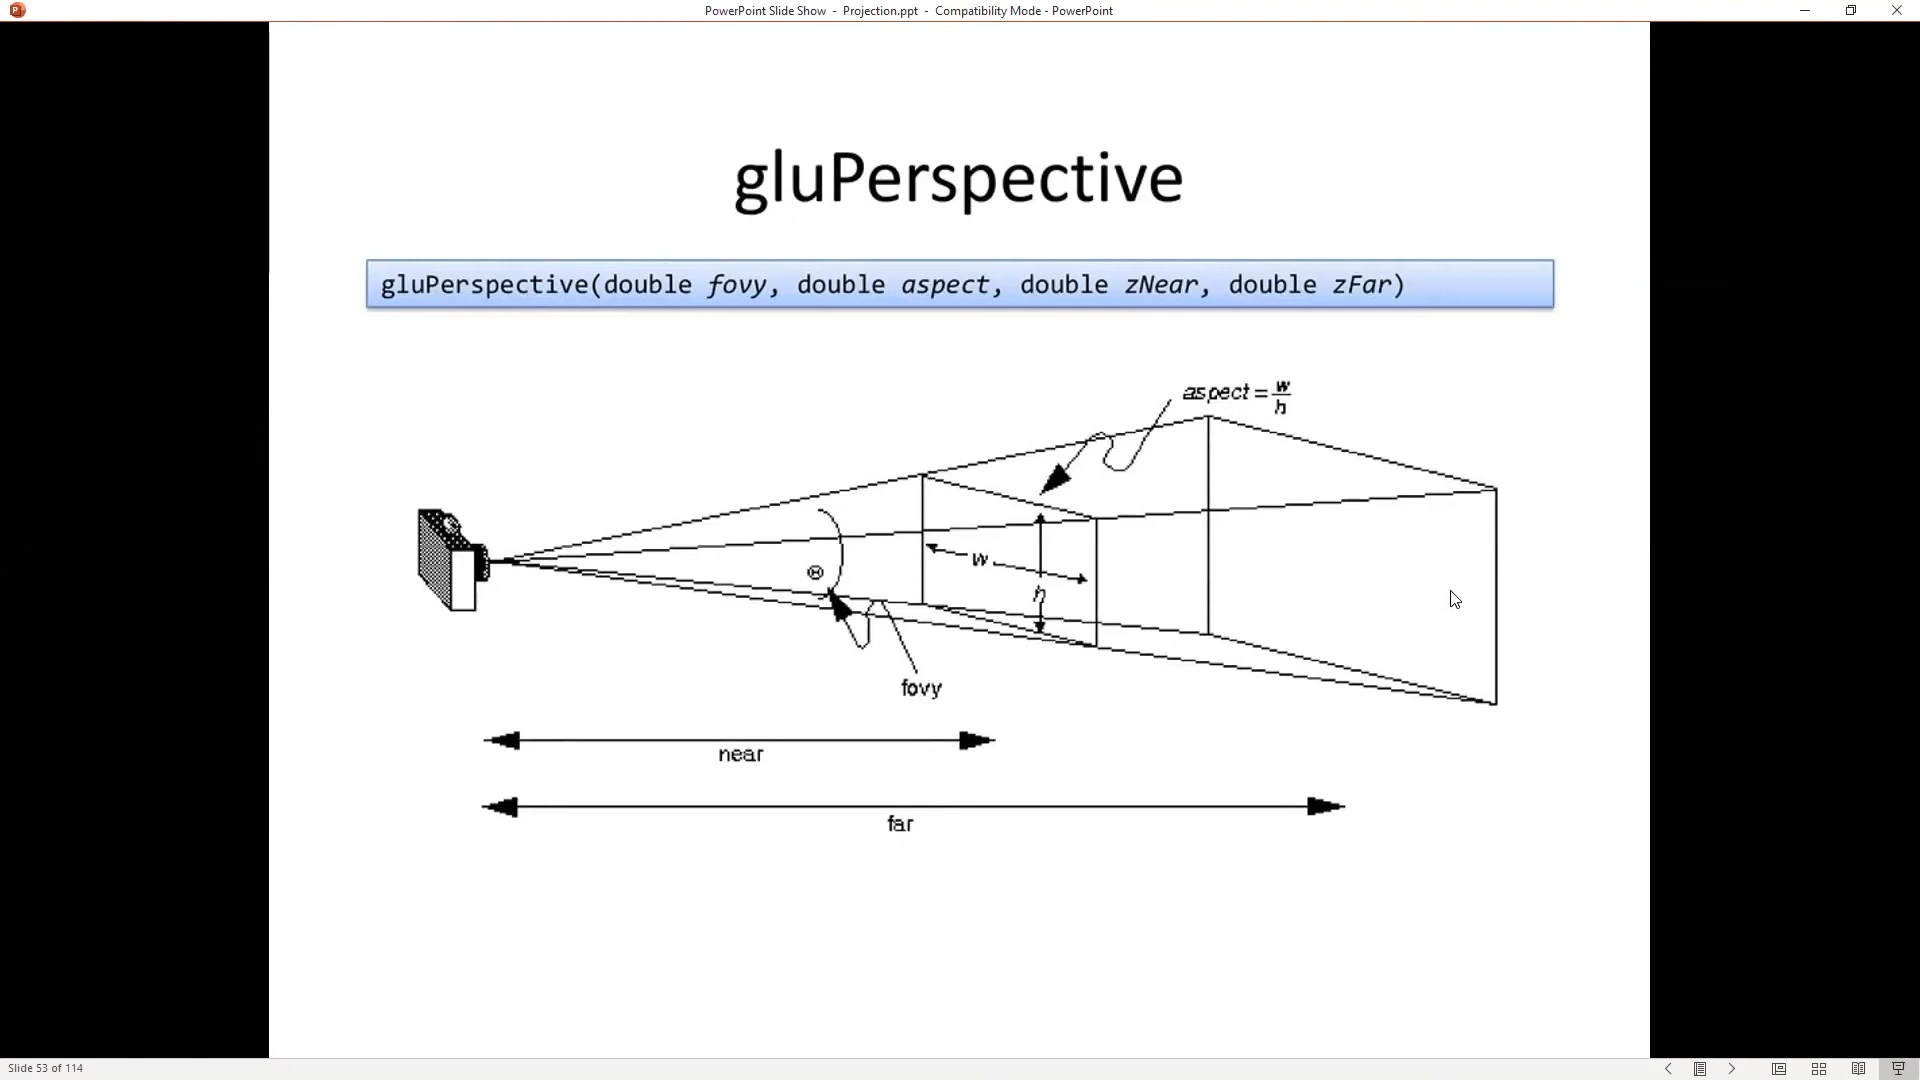 PowerPoint Slide Show - Projection.ppt - Compatibility Mode - PowerPoint
gluPerspective
gluPerspective(double fovy, double aspect, double zNear, double zFar)
aspect = w/h
w
h
Θ
fovy
near
far
Slide 53 of 114